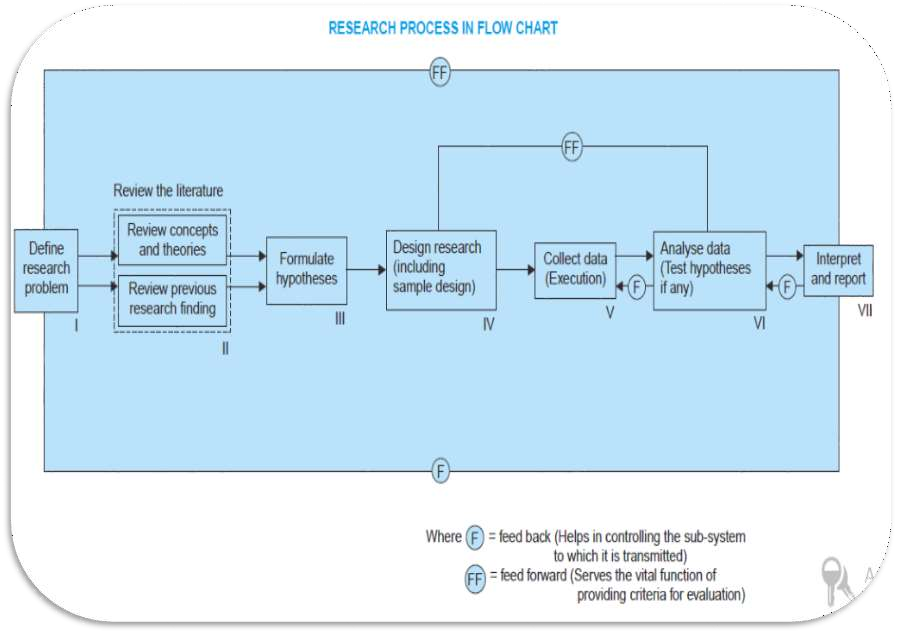 RESEARCH PROCESS IN FLOW CHART
FF
FF
Review the literature
Define
research
problem
I
Review concepts
and theories
Review previous
research finding
II
Formulate
hypotheses
III
Design research
(including
sample design)
IV
Collect data
(Execution)
V
F
Analyse data
(Test hypotheses
if any)
VI
F
Interpret
and report
VII
F
Where F = feed back (Helps in controlling the sub-system
to which it is transmitted)
FF = feed forward (Serves the vital function of
providing criteria for evaluation)